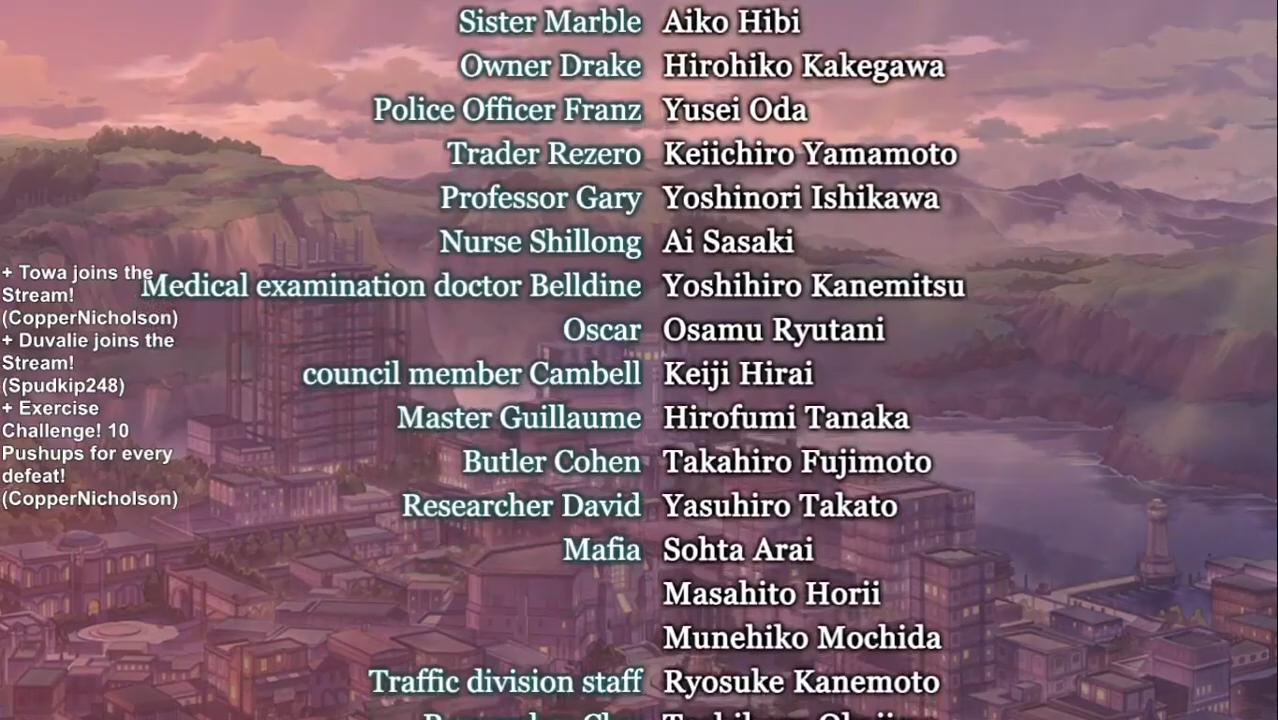 Sister Marble Aiko Hibi
Owner Drake Hirohiko Kakegawa
Police Officer Franz Yusei Oda
Trader Rezero Keiichiro Yamamoto
Professor Gary Yoshinori Ishikawa
Nurse Shillong Ai Sasaki
Medical examination doctor Belldine Yoshihiro Kanemitsu
Oscar Osamu Ryutani
council member Cambell Keiji Hirai
Master Guillaume Hirofumi Tanaka
Butler Cohen Takahiro Fujimoto
Researcher David Yasuhiro Takato
Mafia Sohta Arai
Masahito Horii
Munehiko Mochida
Traffic division staff Ryosuke Kanemoto
+ Towa joins the
Stream!
(CopperNicholson)
+ Duvalie joins the
Stream!
(Spudkip248)
+ Exercise
Challenge! 10
Pushups for every
defeat!
(CopperNicholson)